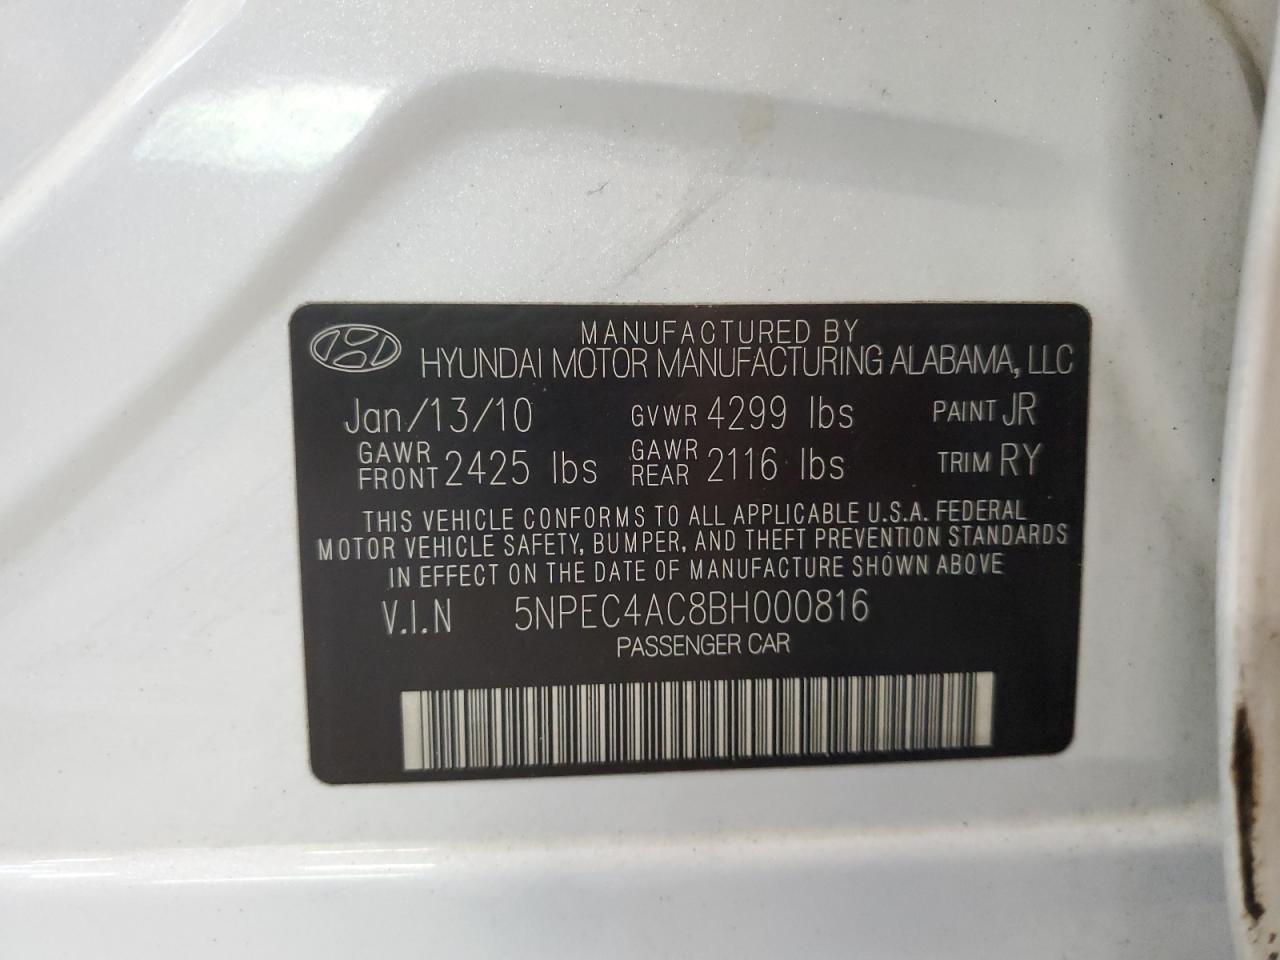 MANUFACTURED BY
HYUNDAI MOTOR MANUFACTURING ALABAMA, LLC
Jan/13/10 GVWR 4299 lbs PAINT JR
GAWR FRONT 2425 lbs GAWR REAR 2116 lbs TRIM RY
THIS VEHICLE CONFORMS TO ALL APPLICABLE U.S.A. FEDERAL
MOTOR VEHICLE SAFETY, BUMPER, AND THEFT PREVENTION STANDARDS
IN EFFECT ON THE DATE OF MANUFACTURE SHOWN ABOVE
V.I.N 5NPEC4AC8BH000816
PASSENGER CAR